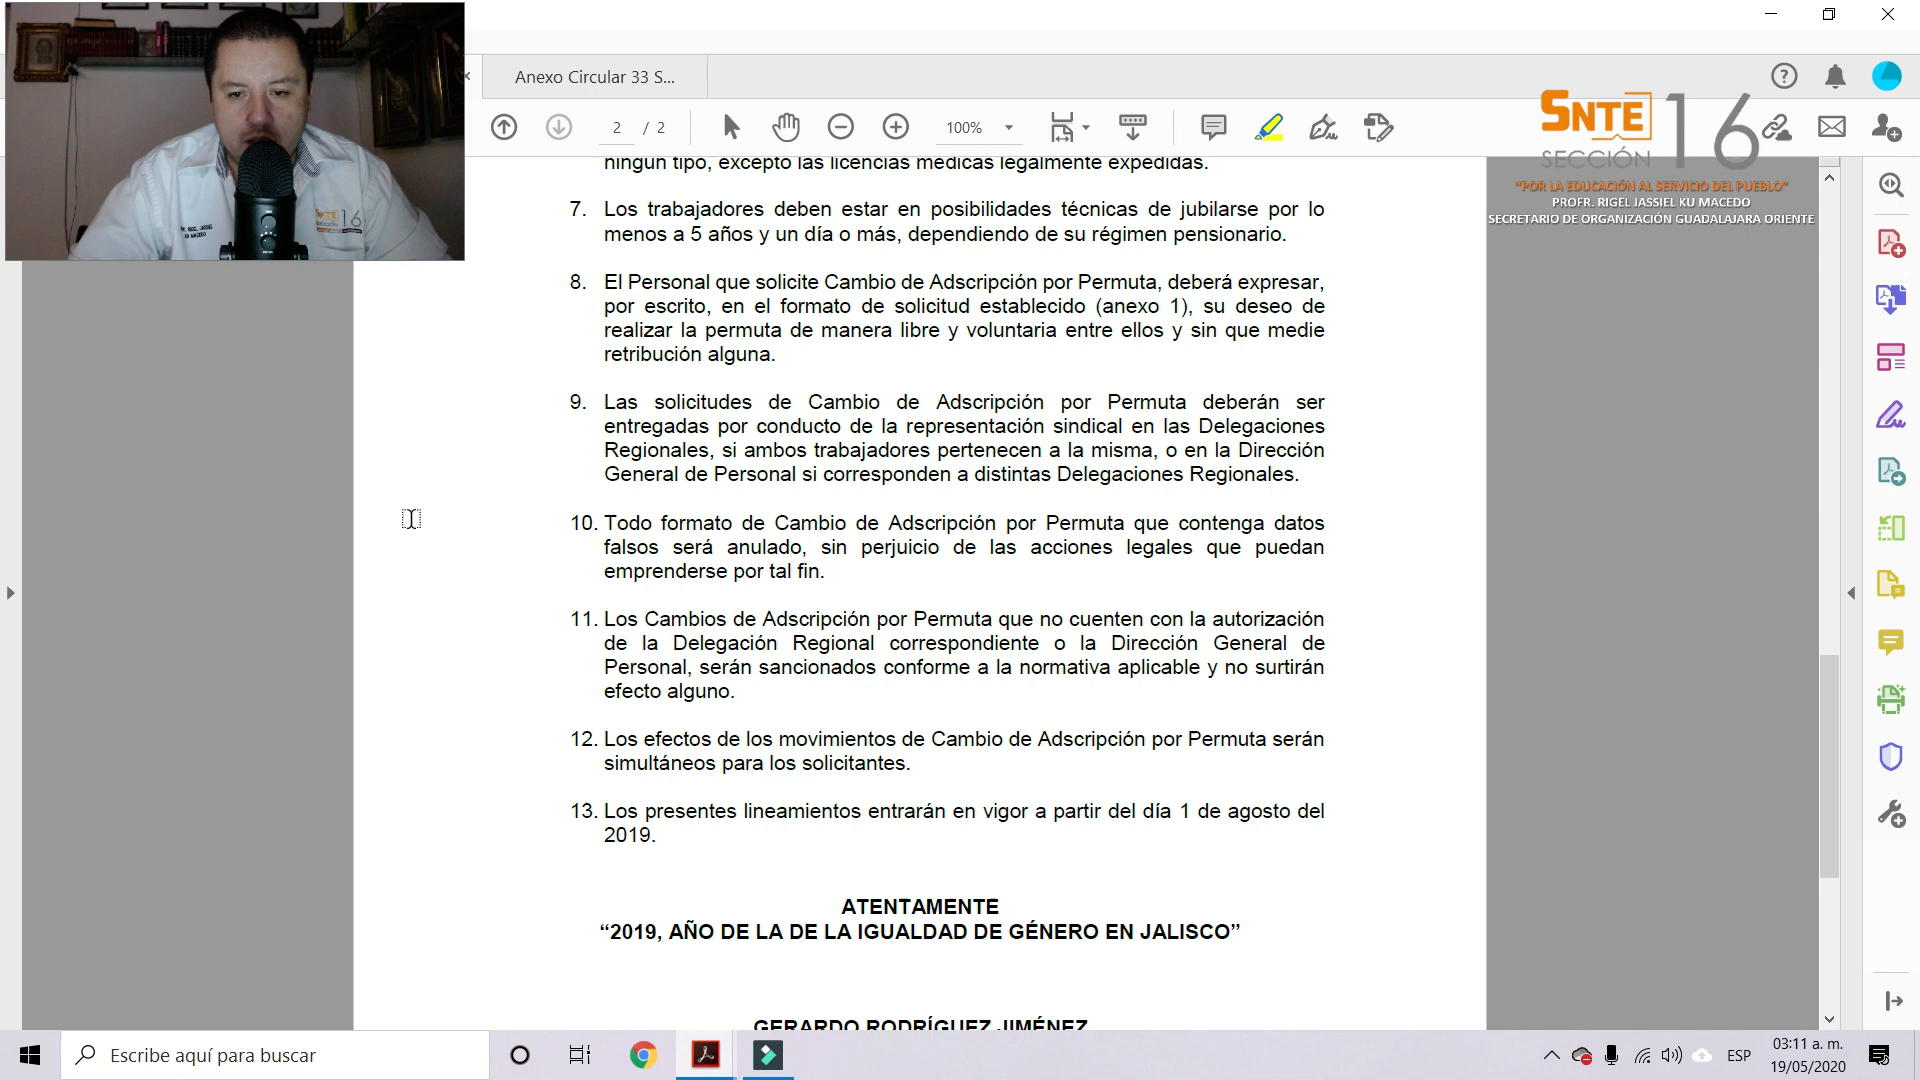 Anexo Circular 33 S...
2 / 2
100%
SNTE 16
SECCIÓN
"POR LA EDUCACIÓN AL SERVICIO DEL PUEBLO"
PROFR. RIGEL JASSIEL KU MACEDO
SECRETARIO DE ORGANIZACIÓN GUADALAJARA ORIENTE
SNTE 16
ningún tipo, excepto las licencias médicas legalmente expedidas.
7. Los trabajadores deben estar en posibilidades técnicas de jubilarse por lo
menos a 5 años y un día o más, dependiendo de su régimen pensionario.
8. El Personal que solicite Cambio de Adscripción por Permuta, deberá expresar,
por escrito, en el formato de solicitud establecido (anexo 1), su deseo de
realizar la permuta de manera libre y voluntaria entre ellos y sin que medie
retribución alguna.
9. Las solicitudes de Cambio de Adscripción por Permuta deberán ser
entregadas por conducto de la representación sindical en las Delegaciones
Regionales, si ambos trabajadores pertenecen a la misma, o en la Dirección
General de Personal si corresponden a distintas Delegaciones Regionales.
10. Todo formato de Cambio de Adscripción por Permuta que contenga datos
falsos será anulado, sin perjuicio de las acciones legales que puedan
emprenderse por tal fin.
11. Los Cambios de Adscripción por Permuta que no cuenten con la autorización
de la Delegación Regional correspondiente o la Dirección General de
Personal, serán sancionados conforme a la normativa aplicable y no surtirán
efecto alguno.
12. Los efectos de los movimientos de Cambio de Adscripción por Permuta serán
simultáneos para los solicitantes.
13. Los presentes lineamientos entrarán en vigor a partir del día 1 de agosto del
2019.
ATENTAMENTE
“2019, AÑO DE LA DE LA IGUALDAD DE GÉNERO EN JALISCO”
GERARDO RODRÍGUEZ JIMÉNEZ
Escribe aquí para buscar
ESP
03:11 a. m.
19/05/2020